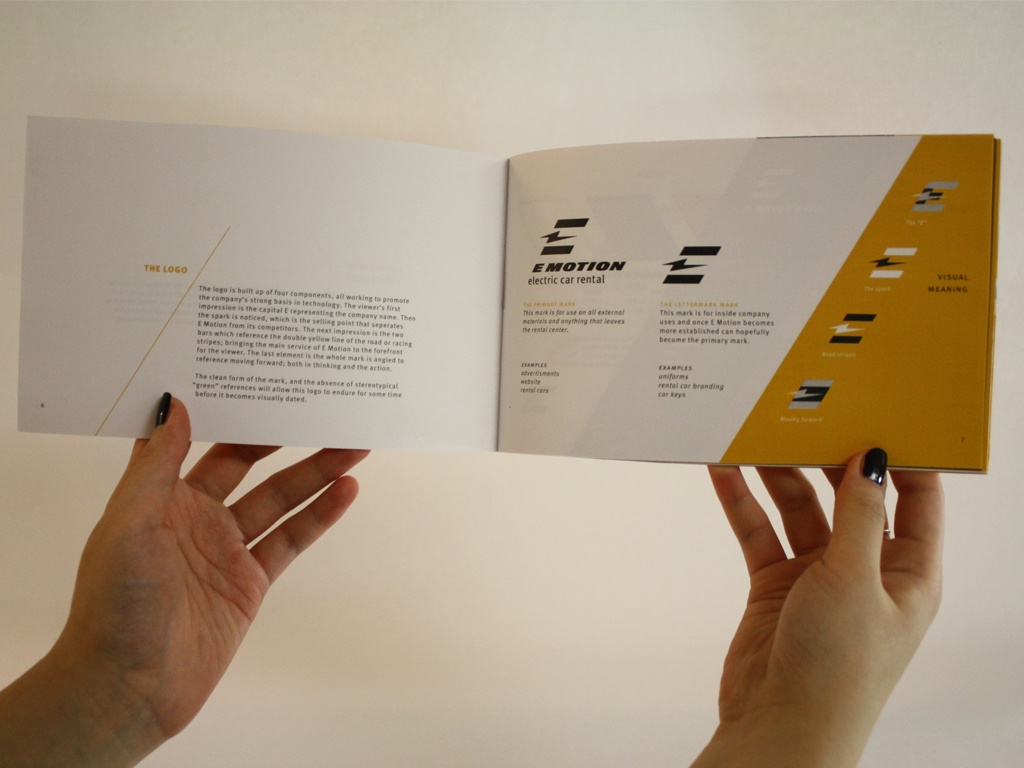 THE LOGO
The logo is built up of four components, all working to promote
the company's strong basis in technology. The viewer's first
impression is the capital E representing the company name. Then
the spark is noticed, which is the selling point that seperates
E Motion from its competitors. The next impression is the two
bars which reference the double yellow line of the road or racing
stripes; bringing the main service of E Motion to the forefront
for the viewer. The last element is the whole mark is angled to
reference moving forward; both in thinking and the action.
The clean form of the mark, and the absence of stereotypical
"green" references will allow this logo to endure for some time
before it becomes visually dated.
6
E MOTION
electric car rental
THE PRIMARY MARK
This mark is for use on all external
materials and anything that leaves
the rental center.
EXAMPLES
advertisments
website
rental cars
THE LETTERMARK MARK
This mark is for inside company
uses and once E Motion becomes
more established can hopefully
become the primary mark.
EXAMPLES
uniforms
rental car branding
car keys
The "E"
The spark
Road stripes
Moving forward
VISUAL
MEANING
7